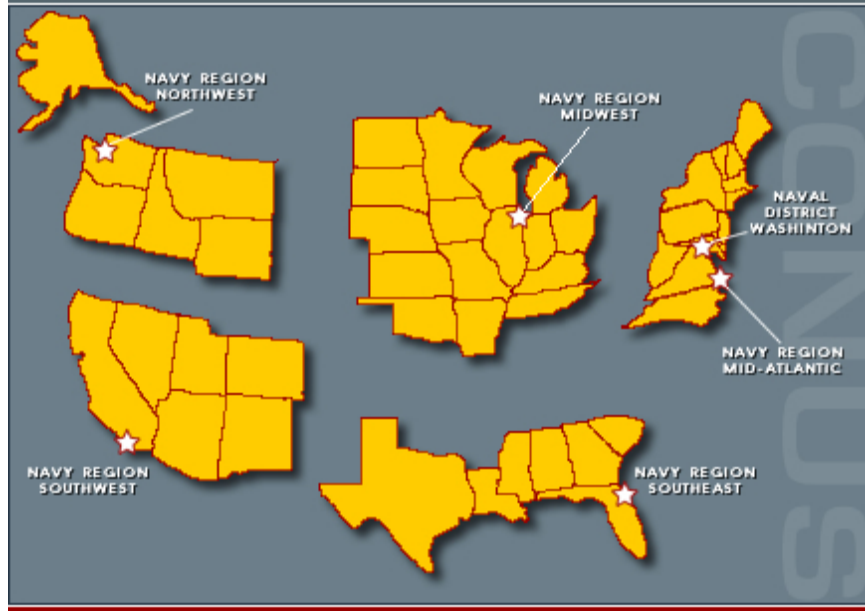 NAVY REGION
NORTHWEST
NAVY REGION
MIDWEST
NAVAL
DISTRICT
WASHINTON
NAVY REGION
MID-ATLANTIC
NAVY REGION
SOUTHWEST
NAVY REGION
SOUTHEAST
CONUS